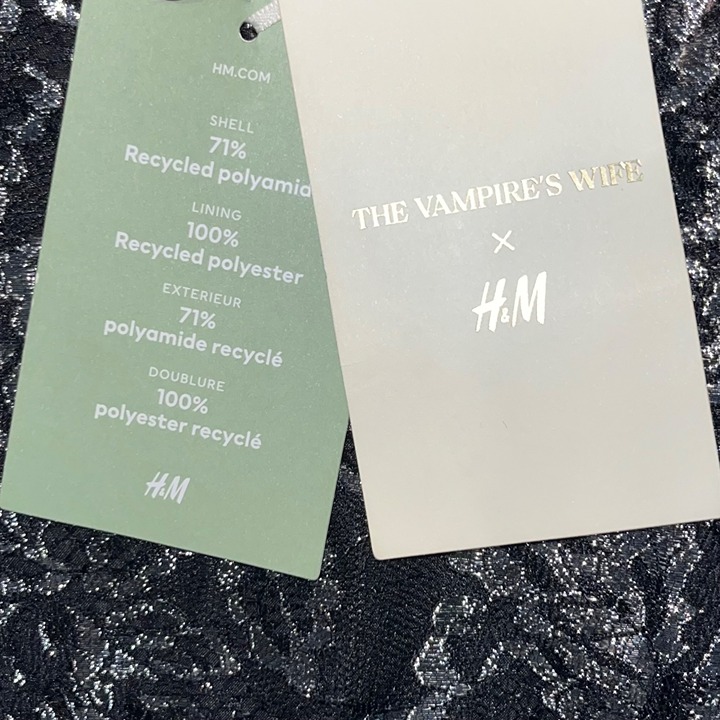 HM.COM
SHELL
71%
Recycled polyamid
LINING
100%
Recycled polyester
EXTERIEUR
71%
polyamide recyclé
DOUBLURE
100%
polyester recyclé
H&M
THE VAMPIRE'S WIFE
×
H&M